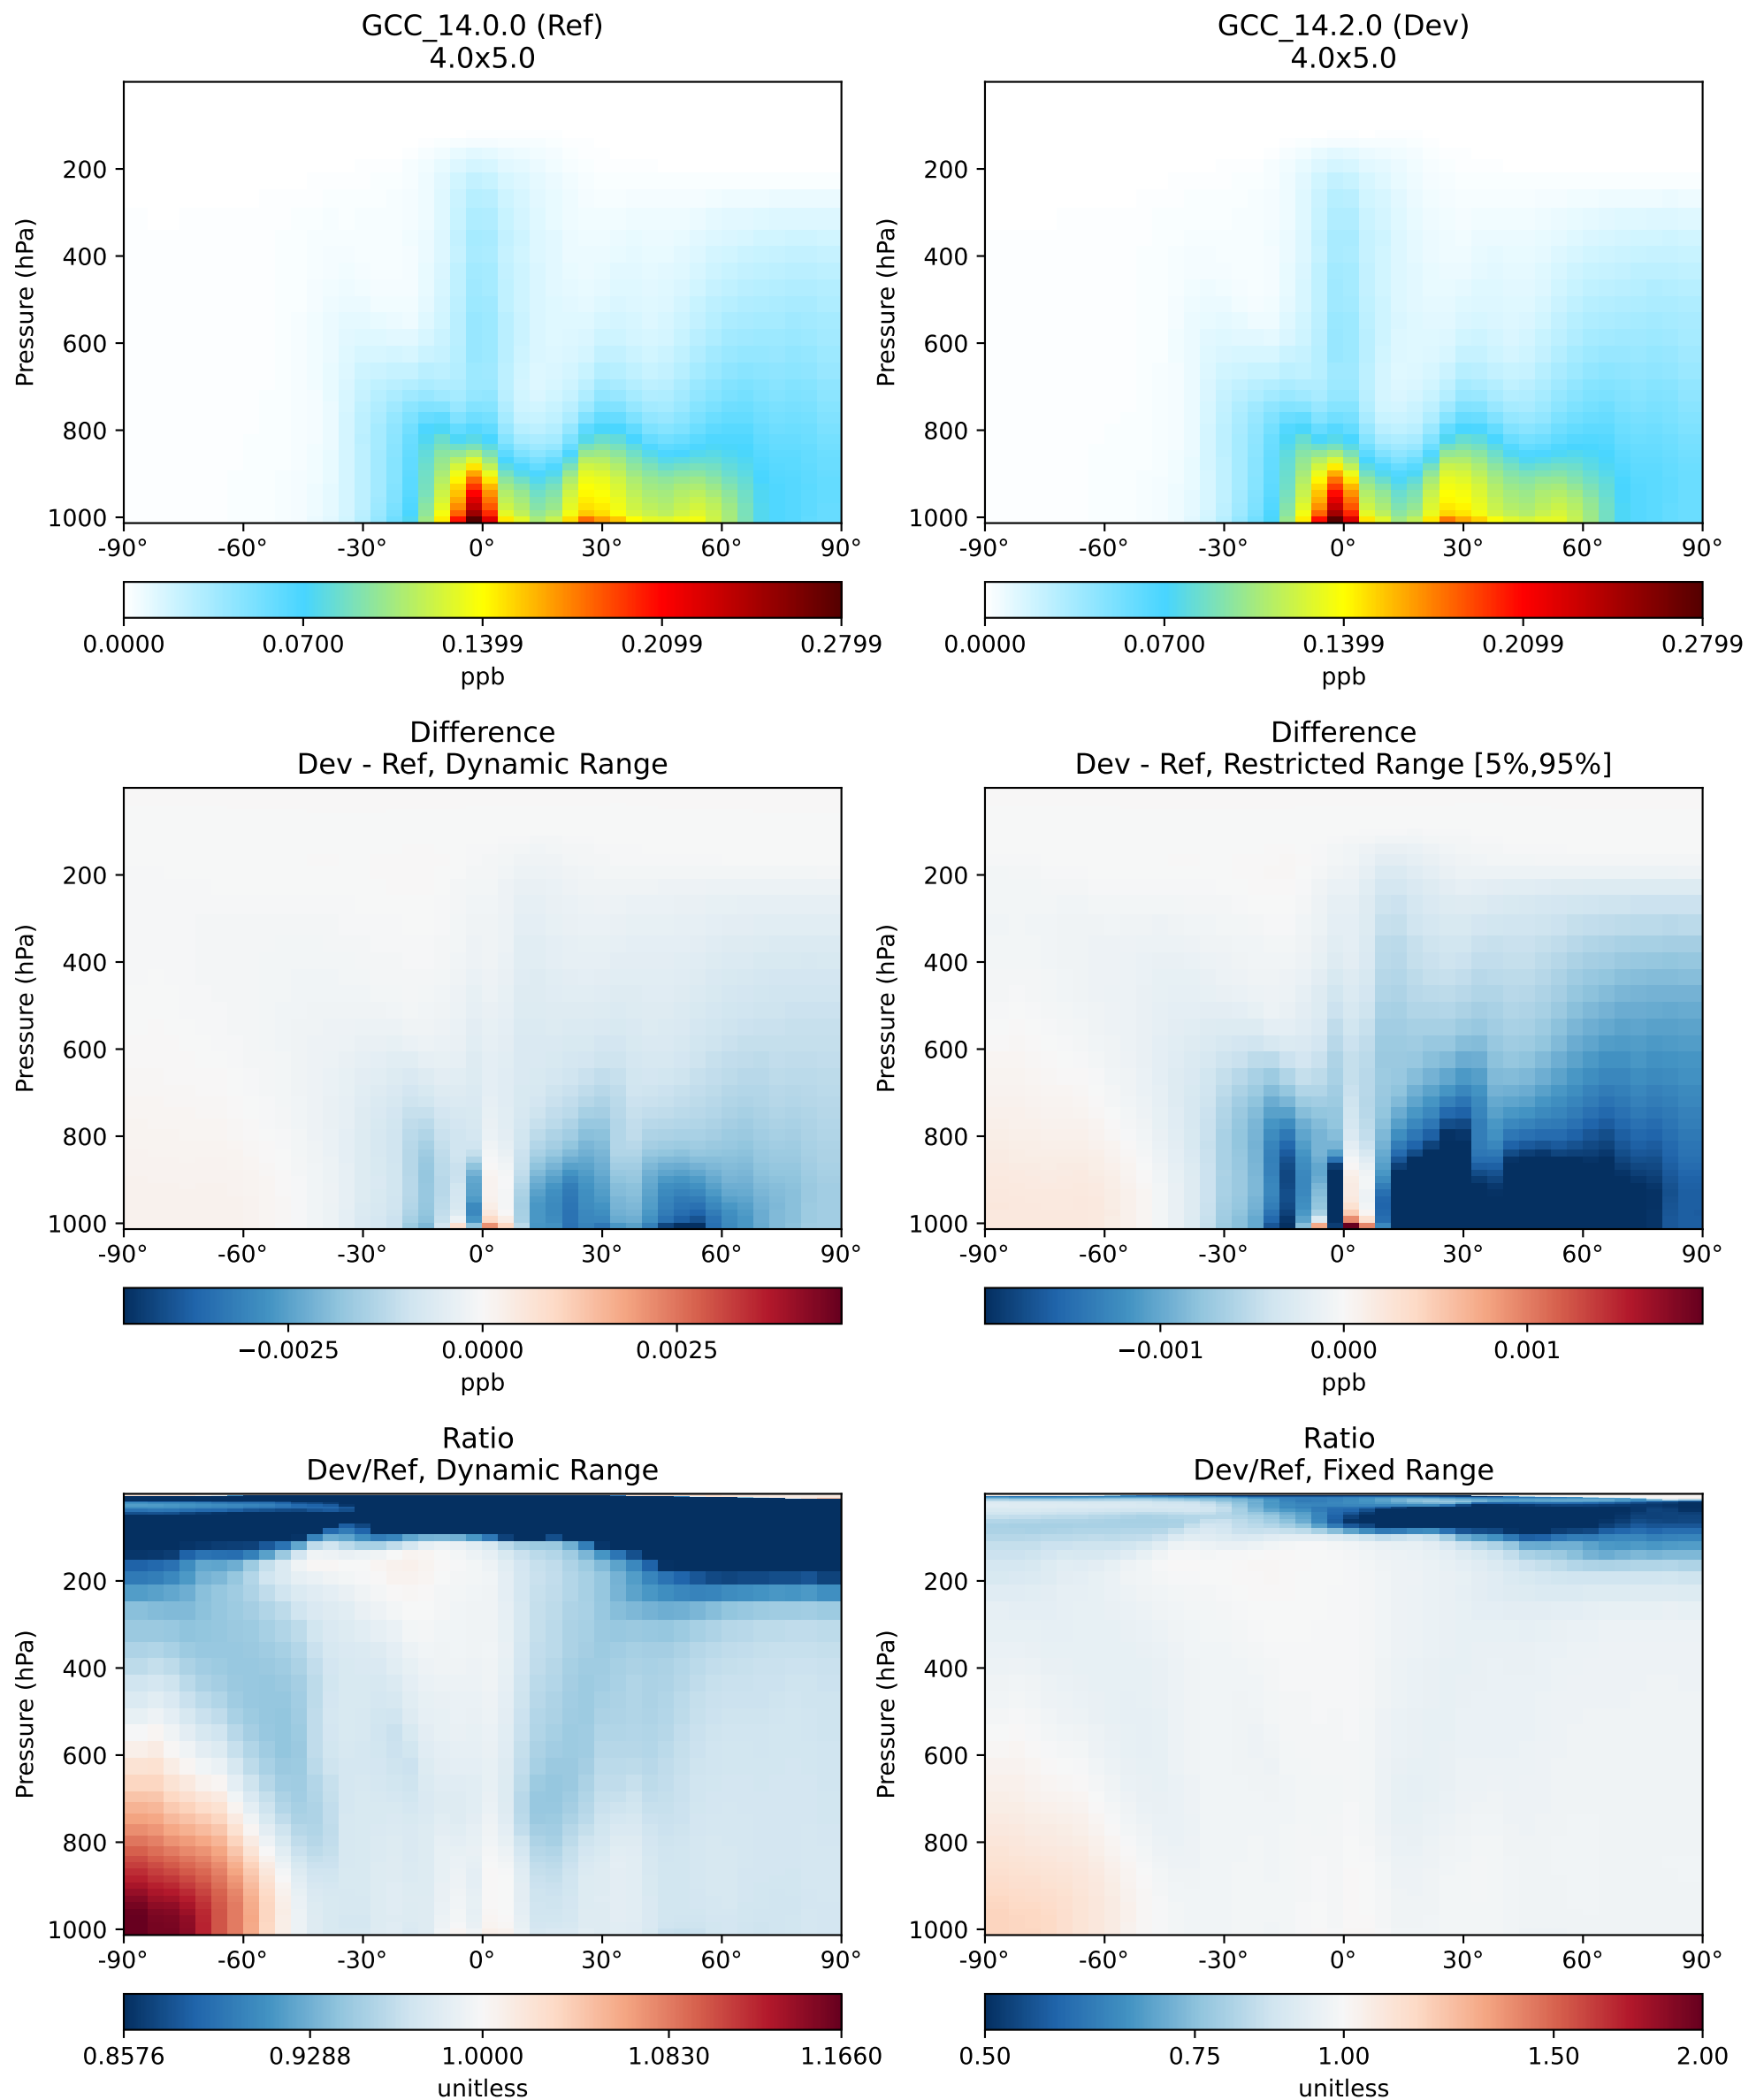 GCC_14.0.0 (Ref)
4.0x5.0
Pressure (hPa)
200
400
600
800
1000
-90° -60° -30° 0° 30° 60° 90°
0.0000 0.0700 0.1399 0.2099 0.2799
ppb
GCC_14.2.0 (Dev)
4.0x5.0
Pressure (hPa)
200
400
600
800
1000
-90° -60° -30° 0° 30° 60° 90°
0.0000 0.0700 0.1399 0.2099 0.2799
ppb
Difference
Dev - Ref, Dynamic Range
Pressure (hPa)
200
400
600
800
1000
-90° -60° -30° 0° 30° 60° 90°
−0.0025 0.0000 0.0025
ppb
Difference
Dev - Ref, Restricted Range [5%,95%]
Pressure (hPa)
200
400
600
800
1000
-90° -60° -30° 0° 30° 60° 90°
−0.001 0.000 0.001
ppb
Ratio
Dev/Ref, Dynamic Range
Pressure (hPa)
200
400
600
800
1000
-90° -60° -30° 0° 30° 60° 90°
0.8576 0.9288 1.0000 1.0830 1.1660
unitless
Ratio
Dev/Ref, Fixed Range
Pressure (hPa)
200
400
600
800
1000
-90° -60° -30° 0° 30° 60° 90°
0.50 0.75 1.00 1.50 2.00
unitless